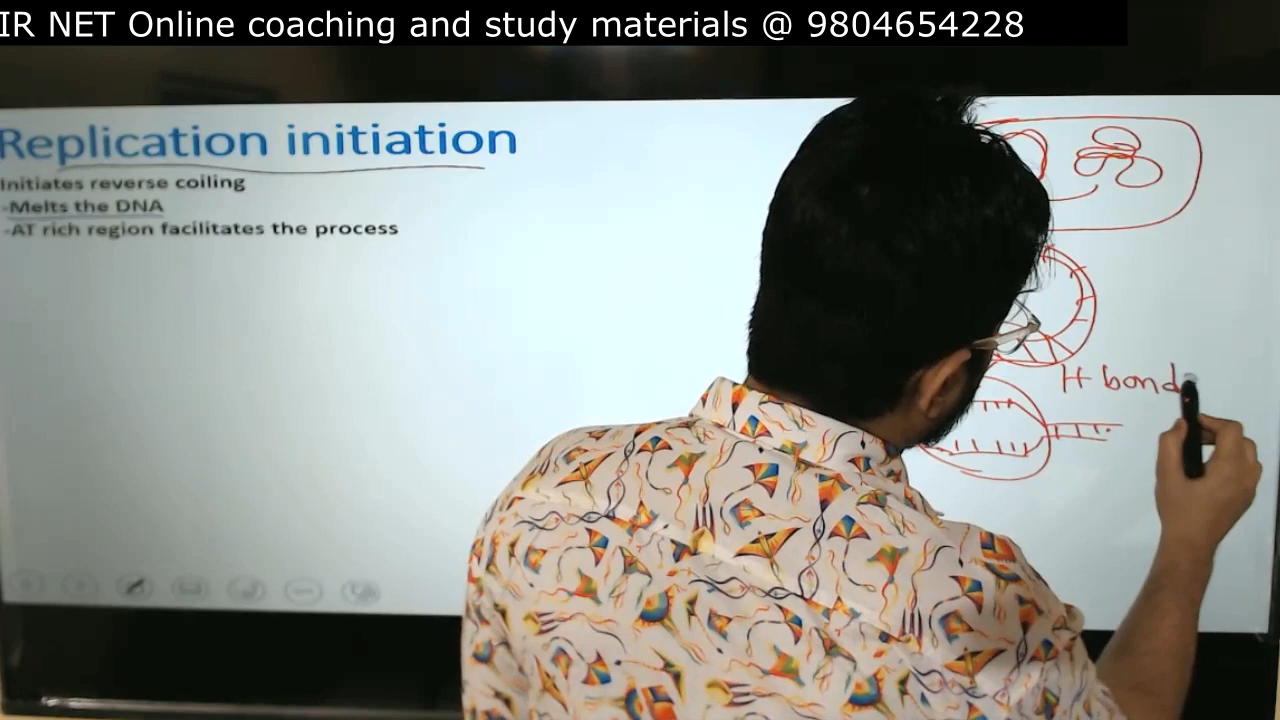 IR NET Online coaching and study materials @ 9804654228
Replication initiation
Initiates reverse coiling
-Melts the DNA
-AT rich region facilitates the process
H bond